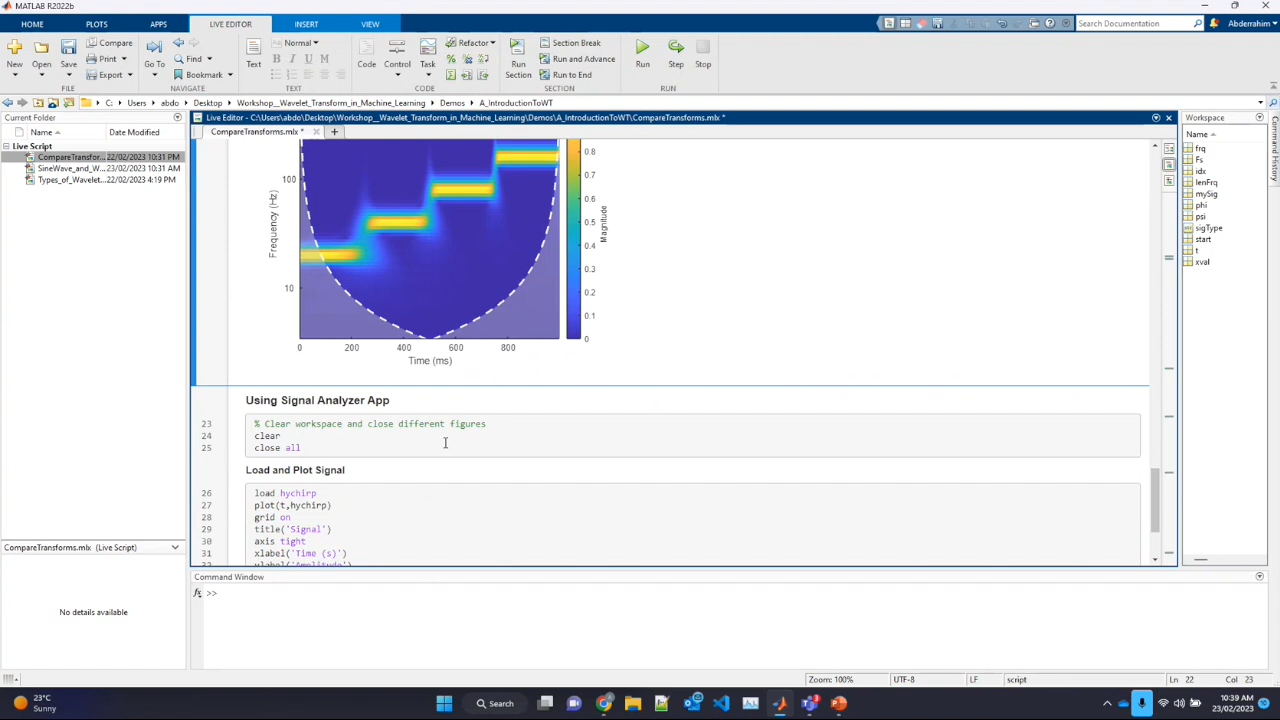 MATLAB R2022b
HOME PLOTS APPS LIVE EDITOR INSERT VIEW Search Documentation Abderrahim
New Open Save Compare Print Export Go To Find Bookmark Text Normal B I U M Code Control Task Refactor Run Section Section Break Run and Advance Run to End Run Step Stop
FILE NAVIGATE TEXT CODE SECTION RUN
C: Users abdo Desktop Workshop__Wavelet_Transform_in_Machine_Learning Demos A_IntroductionToWT
Current Folder
Name Date Modified
Live Script
CompareTransfor... 22/02/2023 10:31 PM
SineWave_and_W... 23/02/2023 10:31 AM
Types_of_Wavelet... 22/02/2023 4:19 PM
CompareTransforms.mlx (Live Script)
No details available
Live Editor - C:\Users\abdo\Desktop\Workshop__Wavelet_Transform_in_Machine_Learning\Demos\A_IntroductionToWT\CompareTransforms.mlx *
CompareTransforms.mlx *
100
10
Frequency (Hz)
0 200 400 600 800
Time (ms)
0.8
0.7
0.6
0.5
0.4
0.3
0.2
0.1
0
Magnitude
Using Signal Analyzer App
23 % Clear workspace and close different figures
24 clear
25 close all
Load and Plot Signal
26 load hychirp
27 plot(t,hychirp)
28 grid on
29 title('Signal')
30 axis tight
31 xlabel('Time (s)')
32 ylabel('Amplitude')
Workspace
Name
frq
Fs
idx
lenFrq
mySig
phi
psi
sigType
start
t
xval
Command History
Command Window
fx >>
Zoom: 100% UTF-8 LF script Ln 22 Col 23
23°C
Sunny
Search
10:39 AM
23/02/2023